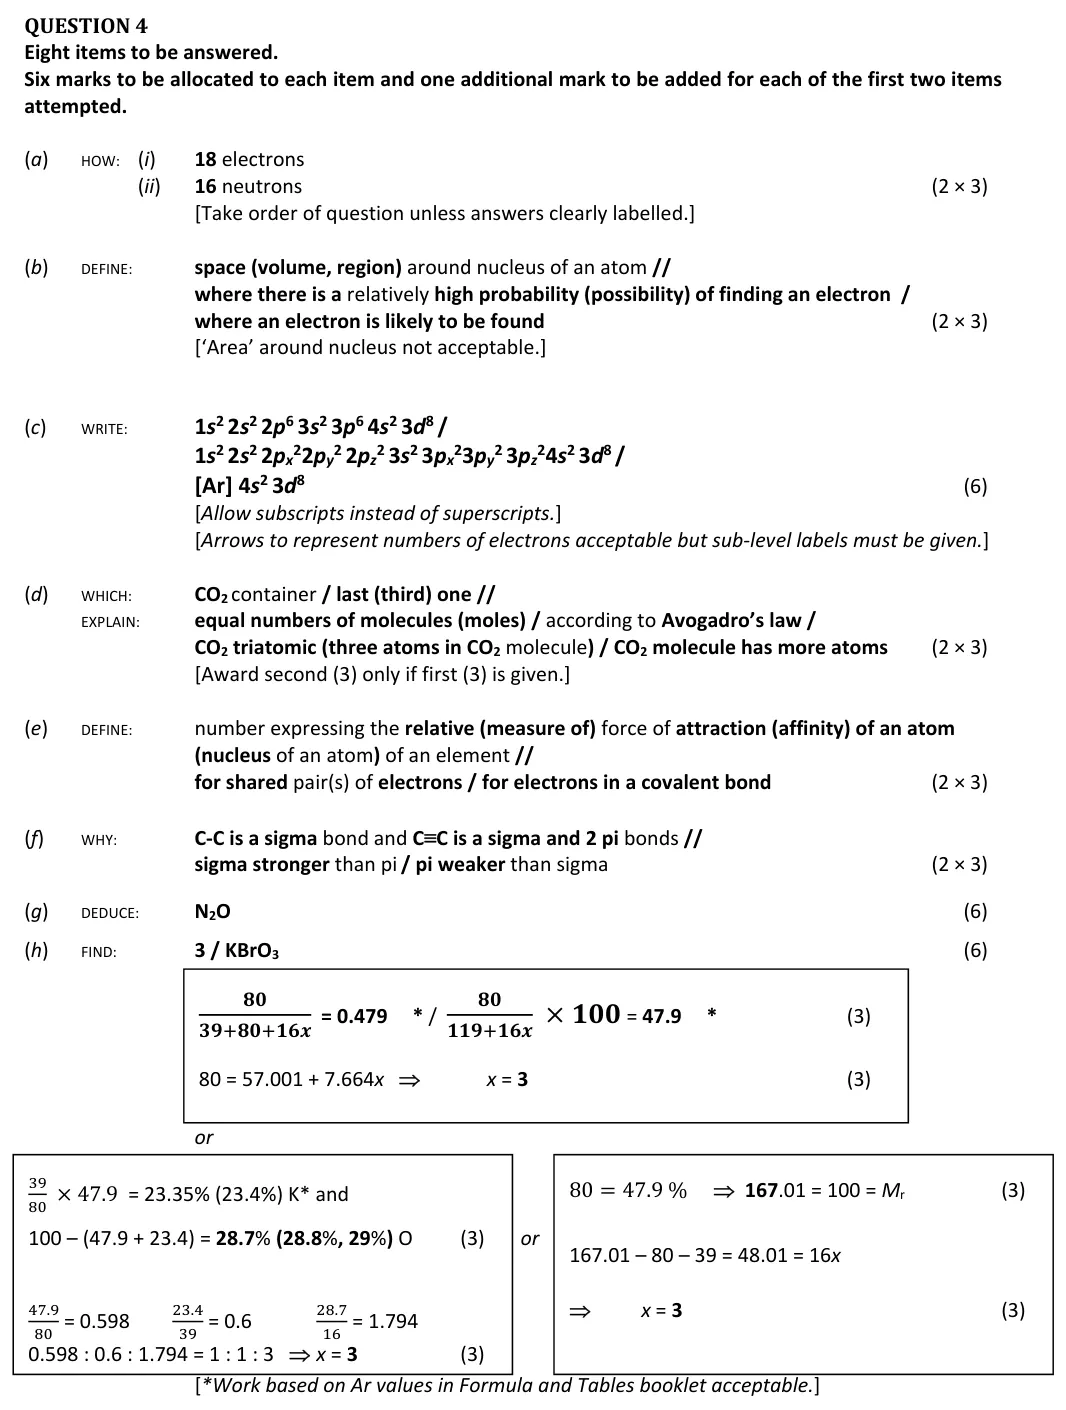 QUESTION 4
Eight items to be answered.
Six marks to be allocated to each item and one additional mark to be added for each of the first two items
attempted.
(a) HOW: (i) 18 electrons
(ii) 16 neutrons (2 × 3)
[Take order of question unless answers clearly labelled.]
(b) DEFINE: space (volume, region) around nucleus of an atom //
where there is a relatively high probability (possibility) of finding an electron /
where an electron is likely to be found (2 × 3)
[‘Area’ around nucleus not acceptable.]
(c) WRITE: 1s² 2s² 2p⁶ 3s² 3p⁶ 4s² 3d⁸ /
1s² 2s² 2pₓ² 2p_y² 2p_z² 3s² 3pₓ² 3p_y² 3p_z² 4s² 3d⁸ /
[Ar] 4s² 3d⁸ (6)
[Allow subscripts instead of superscripts.]
[Arrows to represent numbers of electrons acceptable but sub-level labels must be given.]
(d) WHICH: CO₂ container / last (third) one //
EXPLAIN: equal numbers of molecules (moles) / according to Avogadro’s law /
CO₂ triatomic (three atoms in CO₂ molecule) / CO₂ molecule has more atoms (2 × 3)
[Award second (3) only if first (3) is given.]
(e) DEFINE: number expressing the relative (measure of) force of attraction (affinity) of an atom
(nucleus of an atom) of an element //
for shared pair(s) of electrons / for electrons in a covalent bond (2 × 3)
(f) WHY: C-C is a sigma bond and C≡C is a sigma and 2 pi bonds //
sigma stronger than pi / pi weaker than sigma (2 × 3)
(g) DEDUCE: N₂O (6)
(h) FIND: 3 / KBrO₃ (6)
80/(39+80+16x) = 0.479 * / 80/(119+16x) × 100 = 47.9 * (3)
80 = 57.001 + 7.664x ⇒ x = 3 (3)
or
39/80 × 47.9 = 23.35% (23.4%) K* and
100 – (47.9 + 23.4) = 28.7% (28.8%, 29%) O (3)
47.9/80 = 0.598 23.4/39 = 0.6 28.7/16 = 1.794
0.598 : 0.6 : 1.794 = 1 : 1 : 3 ⇒ x = 3 (3)
or
80 = 47.9 % ⇒ 167.01 = 100 = Mᵣ (3)
167.01 – 80 – 39 = 48.01 = 16x
⇒ x = 3 (3)
[*Work based on Ar values in Formula and Tables booklet acceptable.]